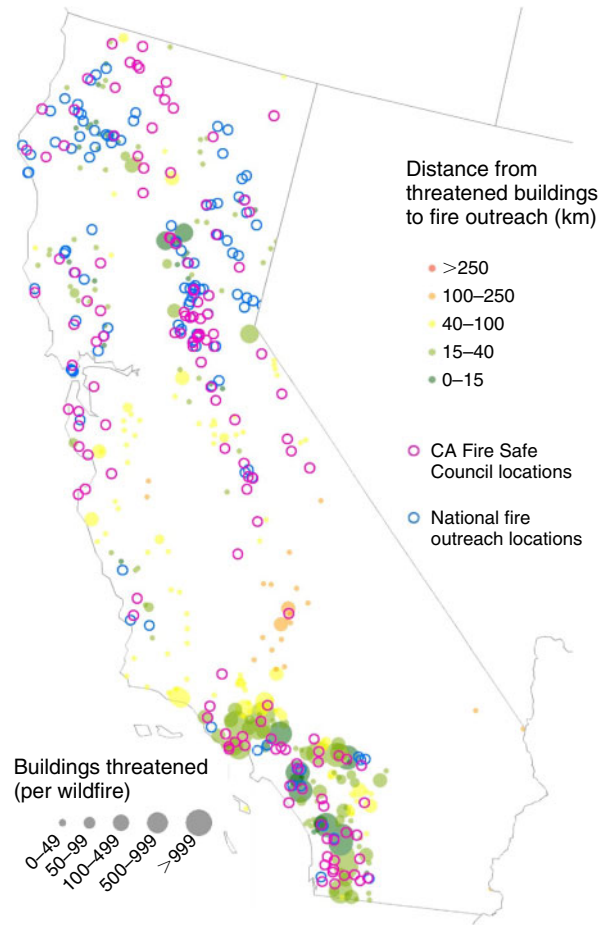 Distance from
threatened buildings
to fire outreach (km)
>250
100–250
40–100
15–40
0–15
CA Fire Safe
Council locations
National fire
outreach locations
Buildings threatened
(per wildfire)
0–49
50–99
100–499
500–999
>999